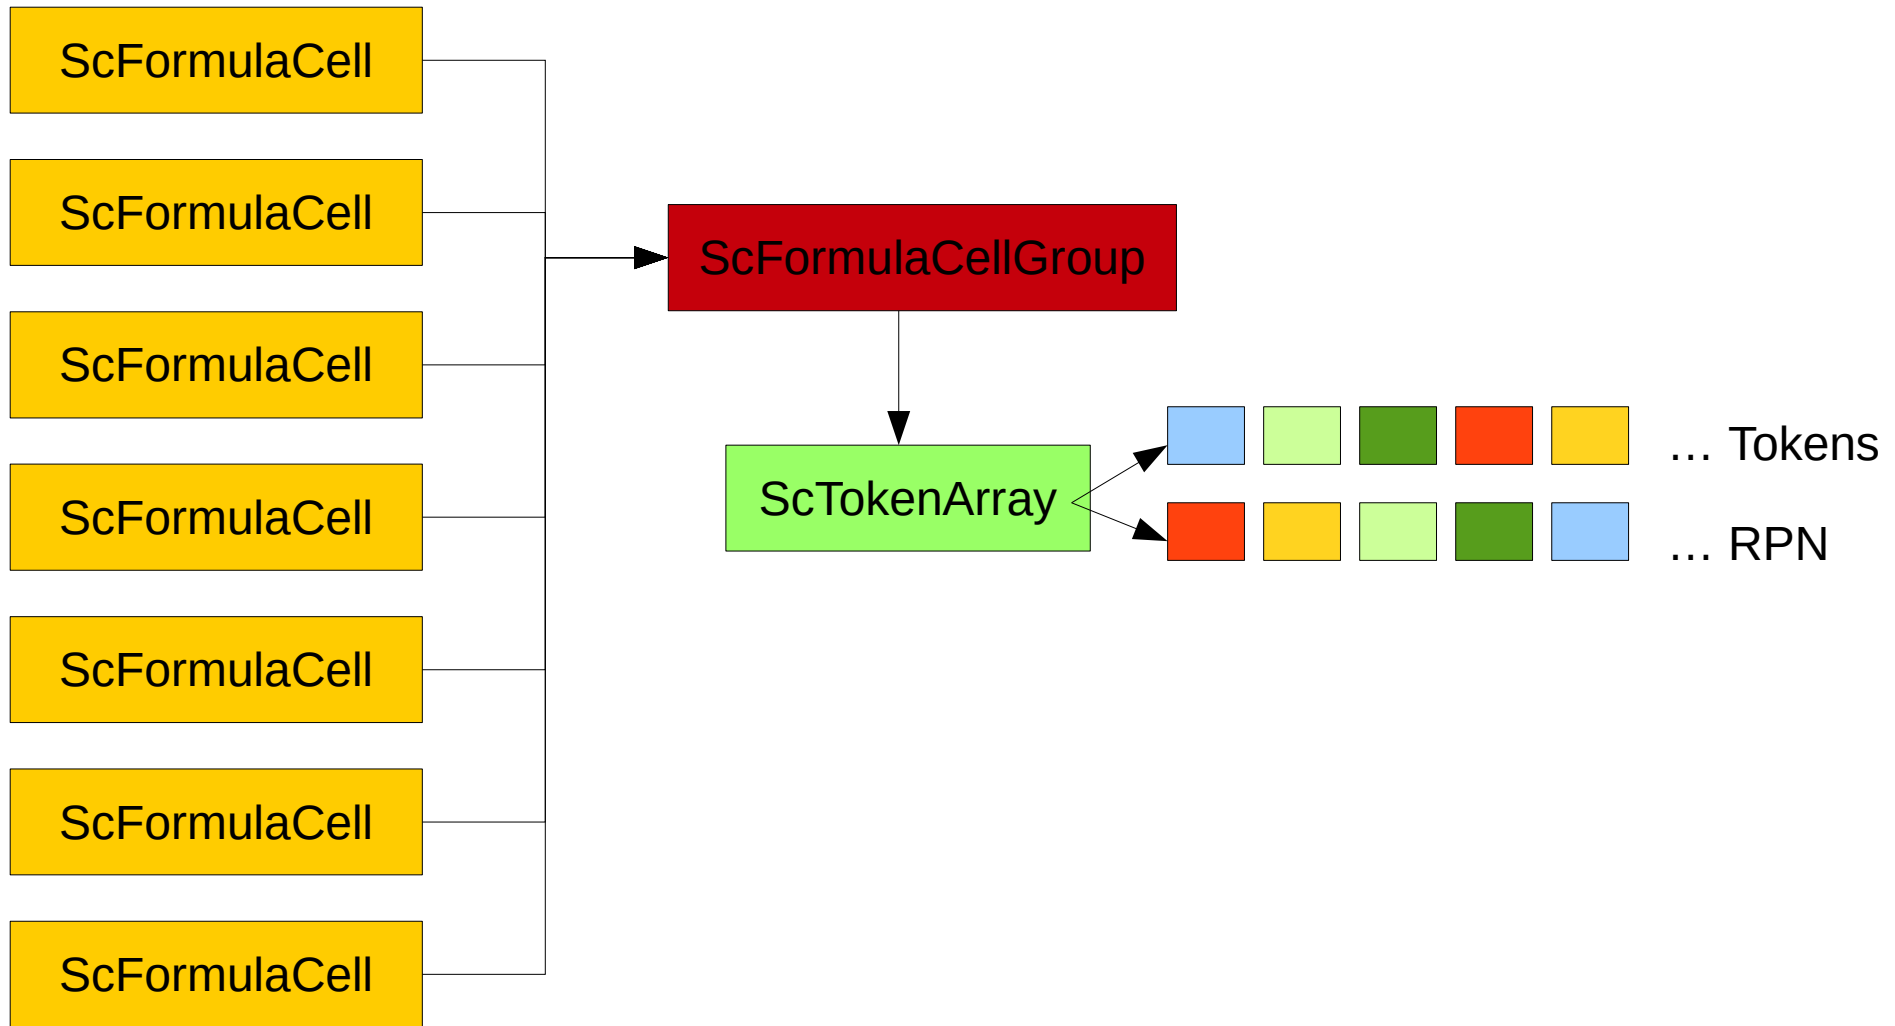 ScFormulaCell
ScFormulaCell
ScFormulaCellGroup
ScFormulaCell
ScFormulaCell
ScTokenArray
… Tokens
… RPN
ScFormulaCell
ScFormulaCell
ScFormulaCell